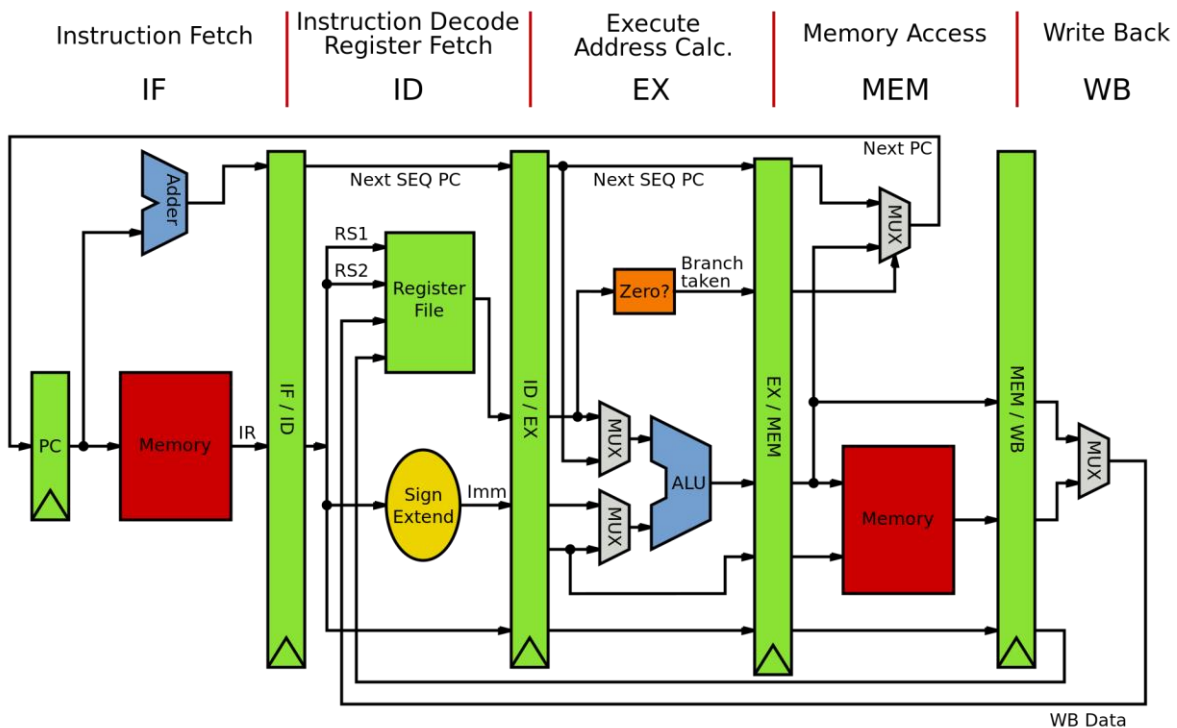 Instruction Fetch
IF
Instruction Decode
Register Fetch
ID
Execute
Address Calc.
EX
Memory Access
MEM
Write Back
WB
Next PC
Adder
Next SEQ PC
Next SEQ PC
MUX
RS1
RS2
Register
File
Zero?
Branch
taken
IF / ID
ID / EX
EX / MEM
MEM / WB
PC
Memory
IR
Sign
Extend
Imm
MUX
MUX
ALU
Memory
MUX
WB Data